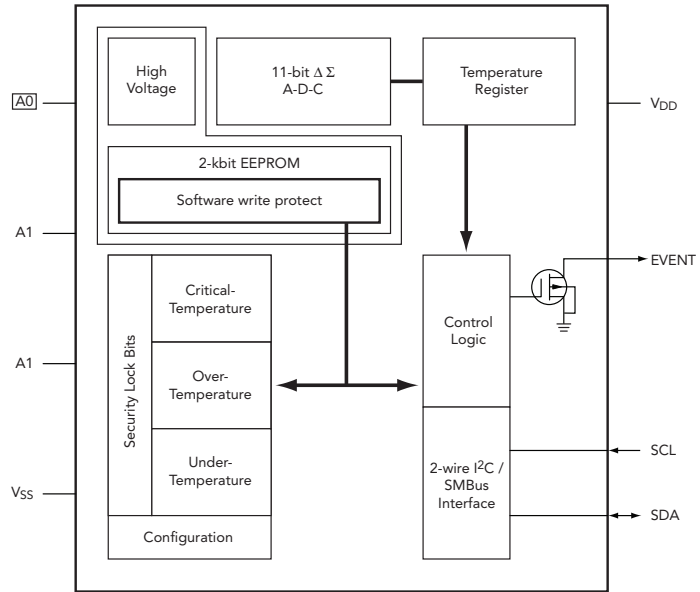 High
Voltage
11-bit Δ Σ
A-D-C
Temperature
Register
A0
VDD
2-kbit EEPROM
Software write protect
A1
EVENT
Security Lock Bits
Critical-
Temperature
Control
Logic
A1
Over-
Temperature
Under-
Temperature
2-wire I²C /
SMBus
Interface
SCL
VSS
SDA
Configuration